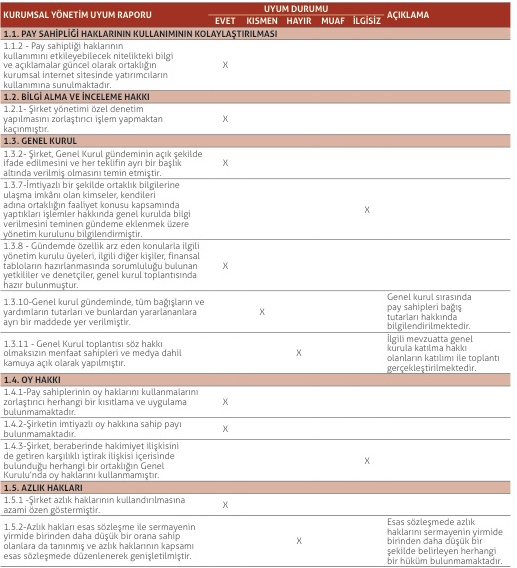 KURUMSAL YÖNETİM UYUM RAPORU
UYUM DURUMU
EVET KISMEN HAYIR MUAF İLGİSİZ
AÇIKLAMA
1.1. PAY SAHİPLİĞİ HAKLARININ KULLANIMININ KOLAYLAŞTIRILMASI
1.1.2 - Pay sahipliği haklarının
kullanımını etkileyebilecek nitelikteki bilgi
ve açıklamalar güncel olarak ortaklığın
kurumsal internet sitesinde yatırımcıların
kullanımına sunulmaktadır.
X
1.2. BİLGİ ALMA VE İNCELEME HAKKI
1.2.1- Şirket yönetimi özel denetim
yapılmasını zorlaştırıcı işlem yapmaktan
kaçınmıştır.
X
1.3. GENEL KURUL
1.3.2- Şirket, Genel Kurul gündeminin açık şekilde
ifade edilmesini ve her teklifin ayrı bir başlık
altında verilmiş olmasını temin etmiştir.
X
1.3.7-İmtiyazlı bir şekilde ortaklık bilgilerine
ulaşma imkânı olan kimseler, kendileri
adına ortaklığın faaliyet konusu kapsamında
yaptıkları işlemler hakkında genel kurulda bilgi
verilmesini teminen gündeme eklenmek üzere
yönetim kurulunu bilgilendirmiştir.
X
1.3.8 - Gündemde özellik arz eden konularla ilgili
yönetim kurulu üyeleri, ilgili diğer kişiler, finansal
tabloların hazırlanmasında sorumluluğu bulunan
yetkililer ve denetçiler, genel kurul toplantısında
hazır bulunmuştur.
X
1.3.10-Genel kurul gündeminde, tüm bağışların ve
yardımların tutarları ve bunlardan yararlananlara
ayrı bir maddede yer verilmiştir.
X
Genel kurul sırasında
pay sahipleri bağış
tutarları hakkında
bilgilendirilmektedir.
1.3.11 - Genel Kurul toplantısı söz hakkı
olmaksızın menfaat sahipleri ve medya dahil
kamuya açık olarak yapılmıştır.
X
İlgili mevzuatta genel
kurula katılma hakkı
olanların katılımı ile toplantı
gerçekleştirilmektedir.
1.4. OY HAKKI
1.4.1-Pay sahiplerinin oy haklarını kullanmalarını
zorlaştırıcı herhangi bir kısıtlama ve uygulama
bulunmamaktadır.
X
1.4.2-Şirketin imtiyazlı oy hakkına sahip payı
bulunmamaktadır.
X
1.4.3-Şirket, beraberinde hakimiyet ilişkisini
de getiren karşılıklı iştirak ilişkisi içerisinde
bulunduğu herhangi bir ortaklığın Genel
Kurulu'nda oy haklarını kullanmamıştır.
X
1.5. AZLIK HAKLARI
1.5.1 -Şirket azlık haklarının kullandırılmasına
azami özen göstermiştir.
X
1.5.2-Azlık hakları esas sözleşme ile sermayenin
yirmide birinden daha düşük bir orana sahip
olanlara da tanınmış ve azlık haklarının kapsamı
esas sözleşmede düzenlenerek genişletilmiştir.
X
Esas sözleşmede azlık
haklarını sermayenin yirmide
birinden daha düşük bir
şekilde belirleyen herhangi
bir hüküm bulunmamaktadır.